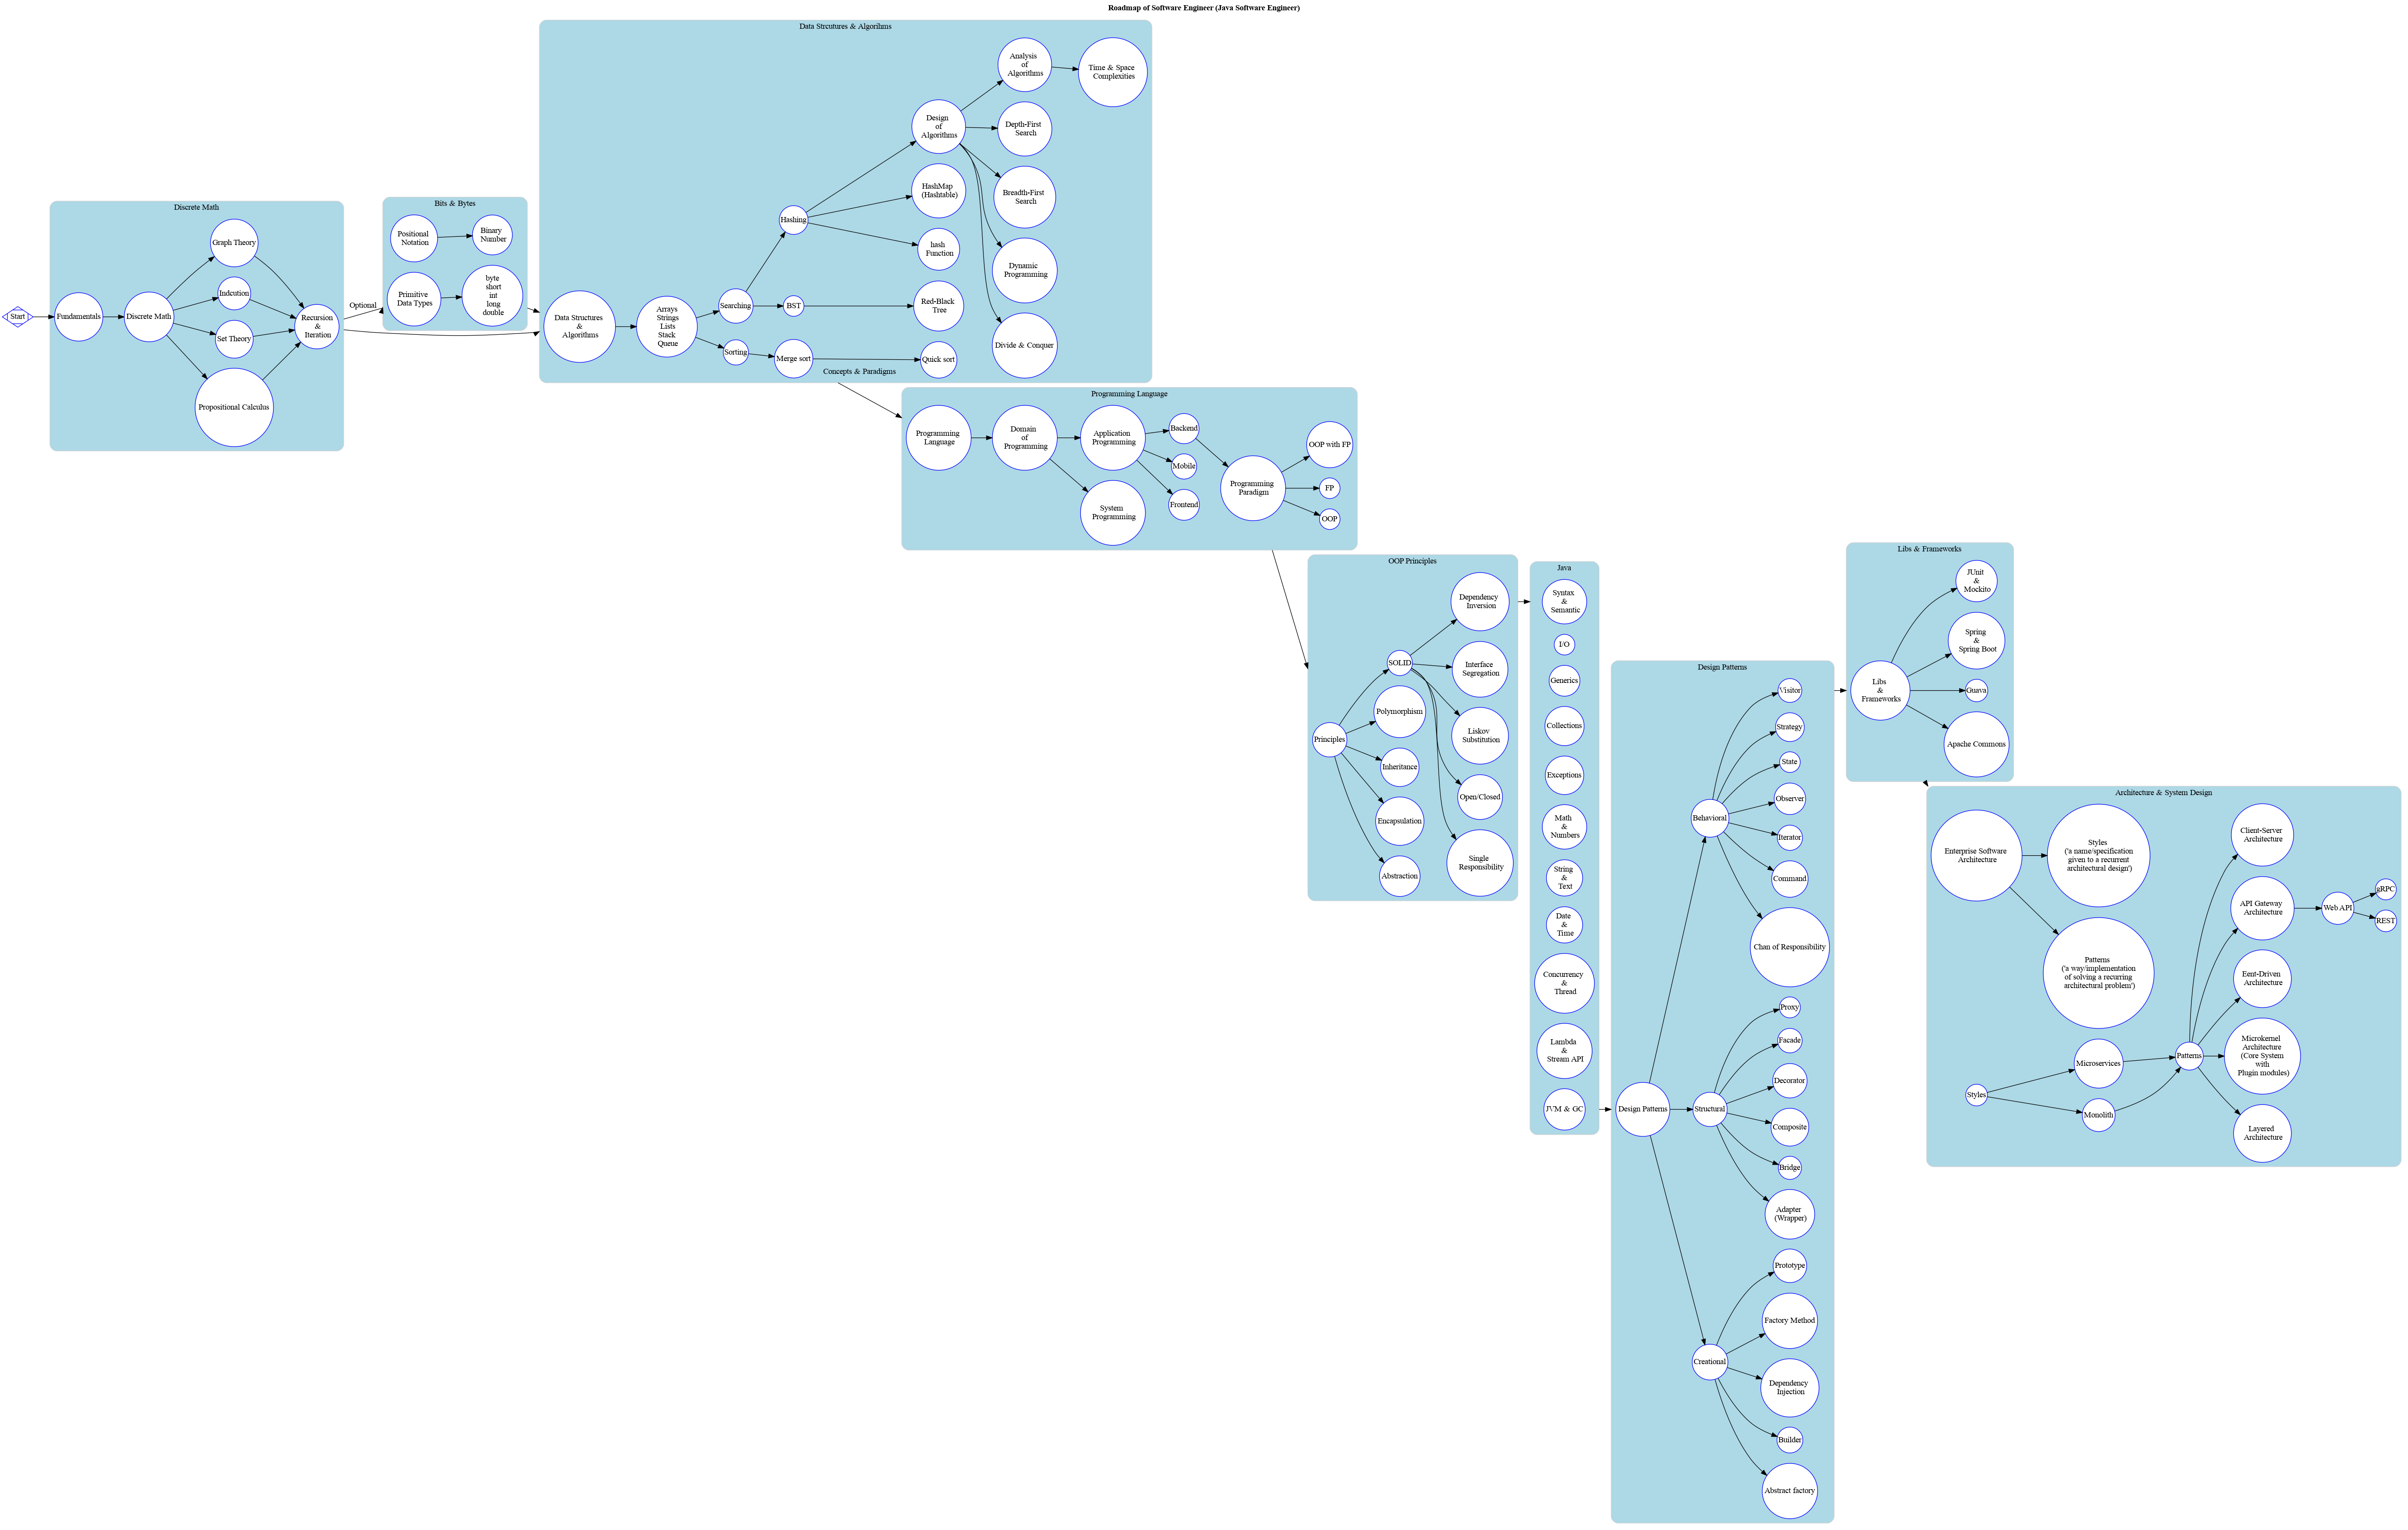 Roadmap of Software Engineer (Java Software Engineer)
Start
Discrete Math
Fundamentals
Discrete Math
Graph Theory
Indcution
Set Theory
Propositional Calculus
Recursion
&
Iteration
Optional
Bits & Bytes
Positional
Notation
Binary
Number
Primitive
Data Types
byte
short
int
long
double
Data Strcutures & Algorihms
Data Structures
&
Algorithms
Arrays
Strings
Lists
Stack
Queue
Searching
Sorting
Hashing
BST
Merge sort
Design
of
Algorithms
HashMap
(Hashtable)
hash
Function
Red-Black
Tree
Quick sort
Analysis
of
Algorithms
Depth-First
Search
Breadth-First
Search
Dynamic
Programming
Divide & Conquer
Time & Space
Complexities
Concepts & Paradigms
Programming Language
Programming
Language
Domain
of
Programming
Application
Programming
System
Programming
Backend
Mobile
Frontend
Programming
Paradigm
OOP with FP
FP
OOP
OOP Principles
Principles
SOLID
Polymorphism
Inheritance
Encapsulation
Abstraction
Dependency
Inversion
Interface
Segregation
Liskov
Substitution
Open/Closed
Single
Responsibility
Java
Syntax
&
Semantic
I/O
Generics
Collections
Exceptions
Math
&
Numbers
String
&
Text
Date
&
Time
Concurrency
&
Thread
Lambda
&
Stream API
JVM & GC
Design Patterns
Design Patterns
Behavioral
Structural
Creational
Visitor
Strategy
State
Observer
Iterator
Command
Chan of Responsibility
Proxy
Facade
Decorator
Composite
Bridge
Adapter
(Wrapper)
Prototype
Factory Method
Dependency
Injection
Builder
Abstract factory
Libs & Frameworks
Libs
&
Frameworks
JUnit
&
Mockito
Spring
&
Spring Boot
Guava
Apache Commons
Architecture & System Design
Enterprise Software
Architecture
Styles
('a name/specification
given to a recurrent
architectural design')
Patterns
('a way/implementation
of solving a recurring
architectural problem')
Styles
Microservices
Monolith
Patterns
Client-Server
Architecture
API Gateway
Architecture
Eent-Driven
Architecture
Microkernel
Architecture
(Core System
with
Plugin modules)
Layered
Architecture
Web API
gRPC
REST